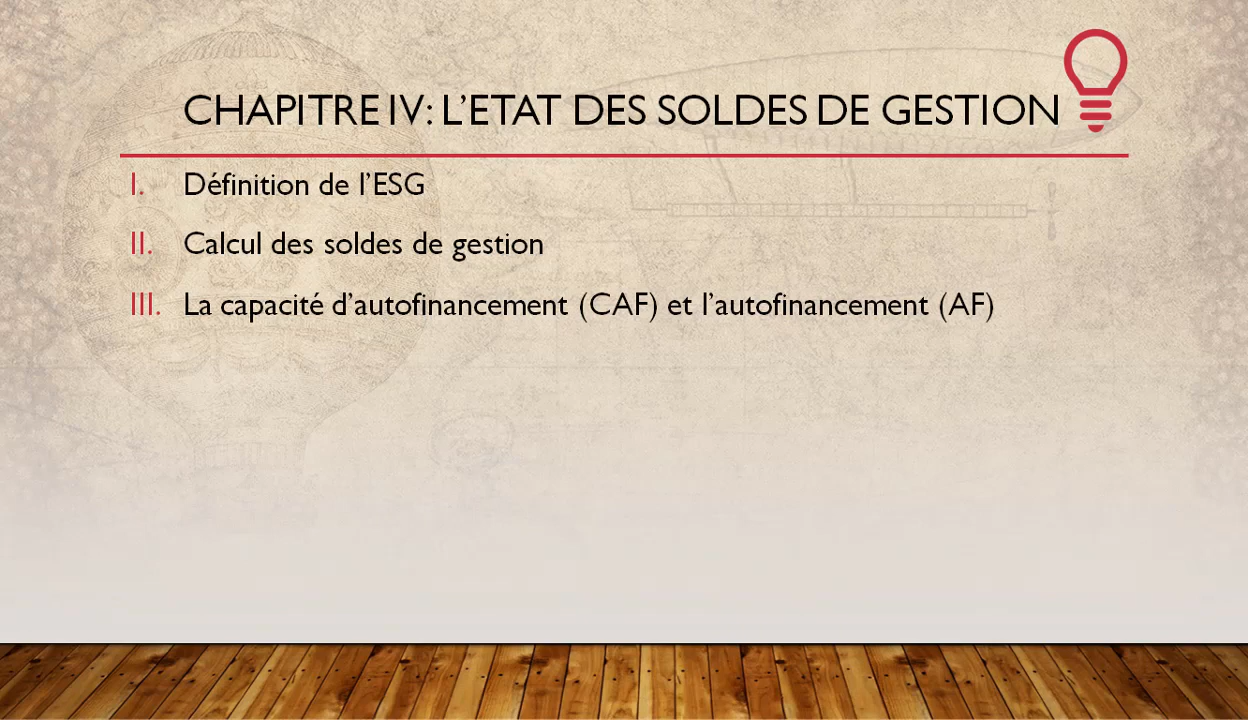 CHAPITRE IV: L’ETAT DES SOLDES DE GESTION
I. Définition de l’ESG
II. Calcul des soldes de gestion
III. La capacité d’autofinancement (CAF) et l’autofinancement (AF)